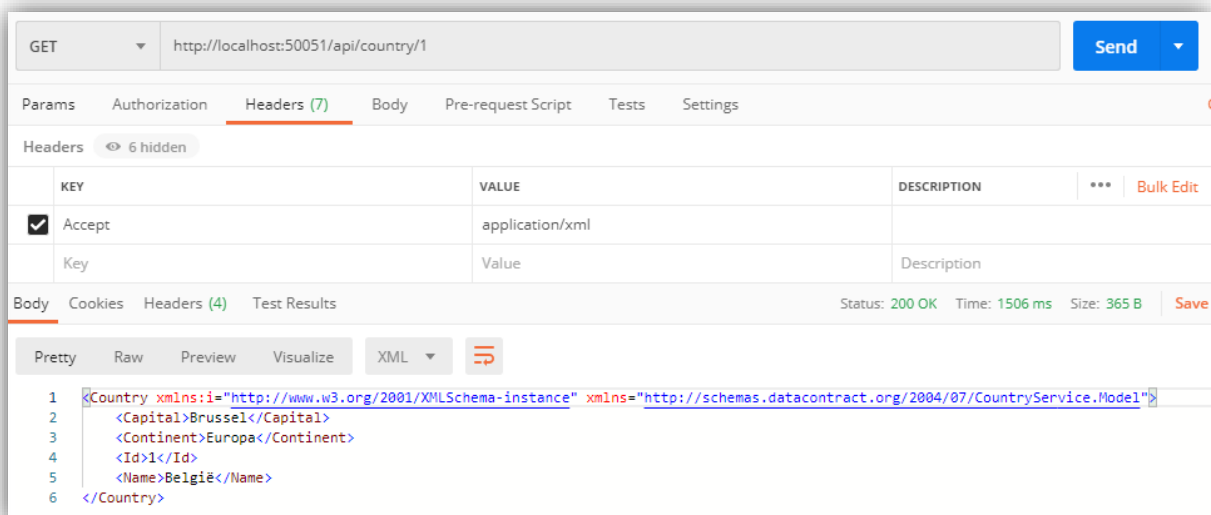 GET http://localhost:50051/api/country/1 Send
Params Authorization Headers (7) Body Pre-request Script Tests Settings
Headers 6 hidden
KEY VALUE DESCRIPTION ••• Bulk Edit
Accept application/xml
Key Value Description
Body Cookies Headers (4) Test Results Status: 200 OK Time: 1506 ms Size: 365 B Save
Pretty Raw Preview Visualize XML
1 <Country xmlns:i="http://www.w3.org/2001/XMLSchema-instance" xmlns="http://schemas.datacontract.org/2004/07/CountryService.Model">
2 <Capital>Brussel</Capital>
3 <Continent>Europa</Continent>
4 <Id>1</Id>
5 <Name>België</Name>
6 </Country>